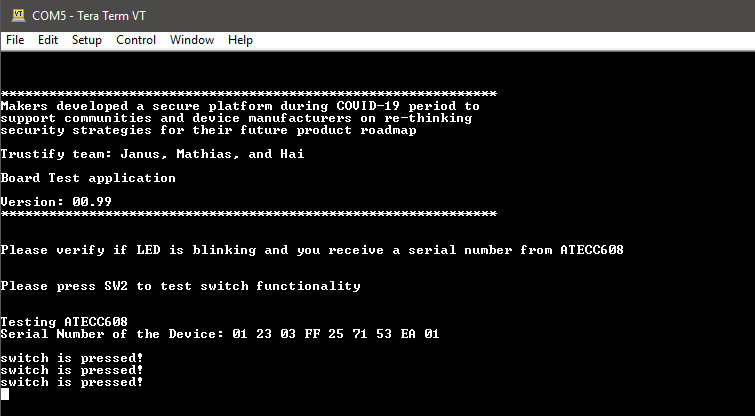 COM5 - Tera Term VT
File Edit Setup Control Window Help
**************************************************************
Makers developed a secure platform during COVID-19 period to
support communities and device manufacturers on re-thinking
security strategies for their future product roadmap
Trustify team: Janus, Mathias, and Hai
Board Test application
Version: 00.99
**************************************************************
Please verify if LED is blinking and you receive a serial number from ATECC608
Please press SW2 to test switch functionality
Testing ATECC608
Serial Number of the Device: 01 23 03 FF 25 71 53 EA 01
switch is pressed!
switch is pressed!
switch is pressed!